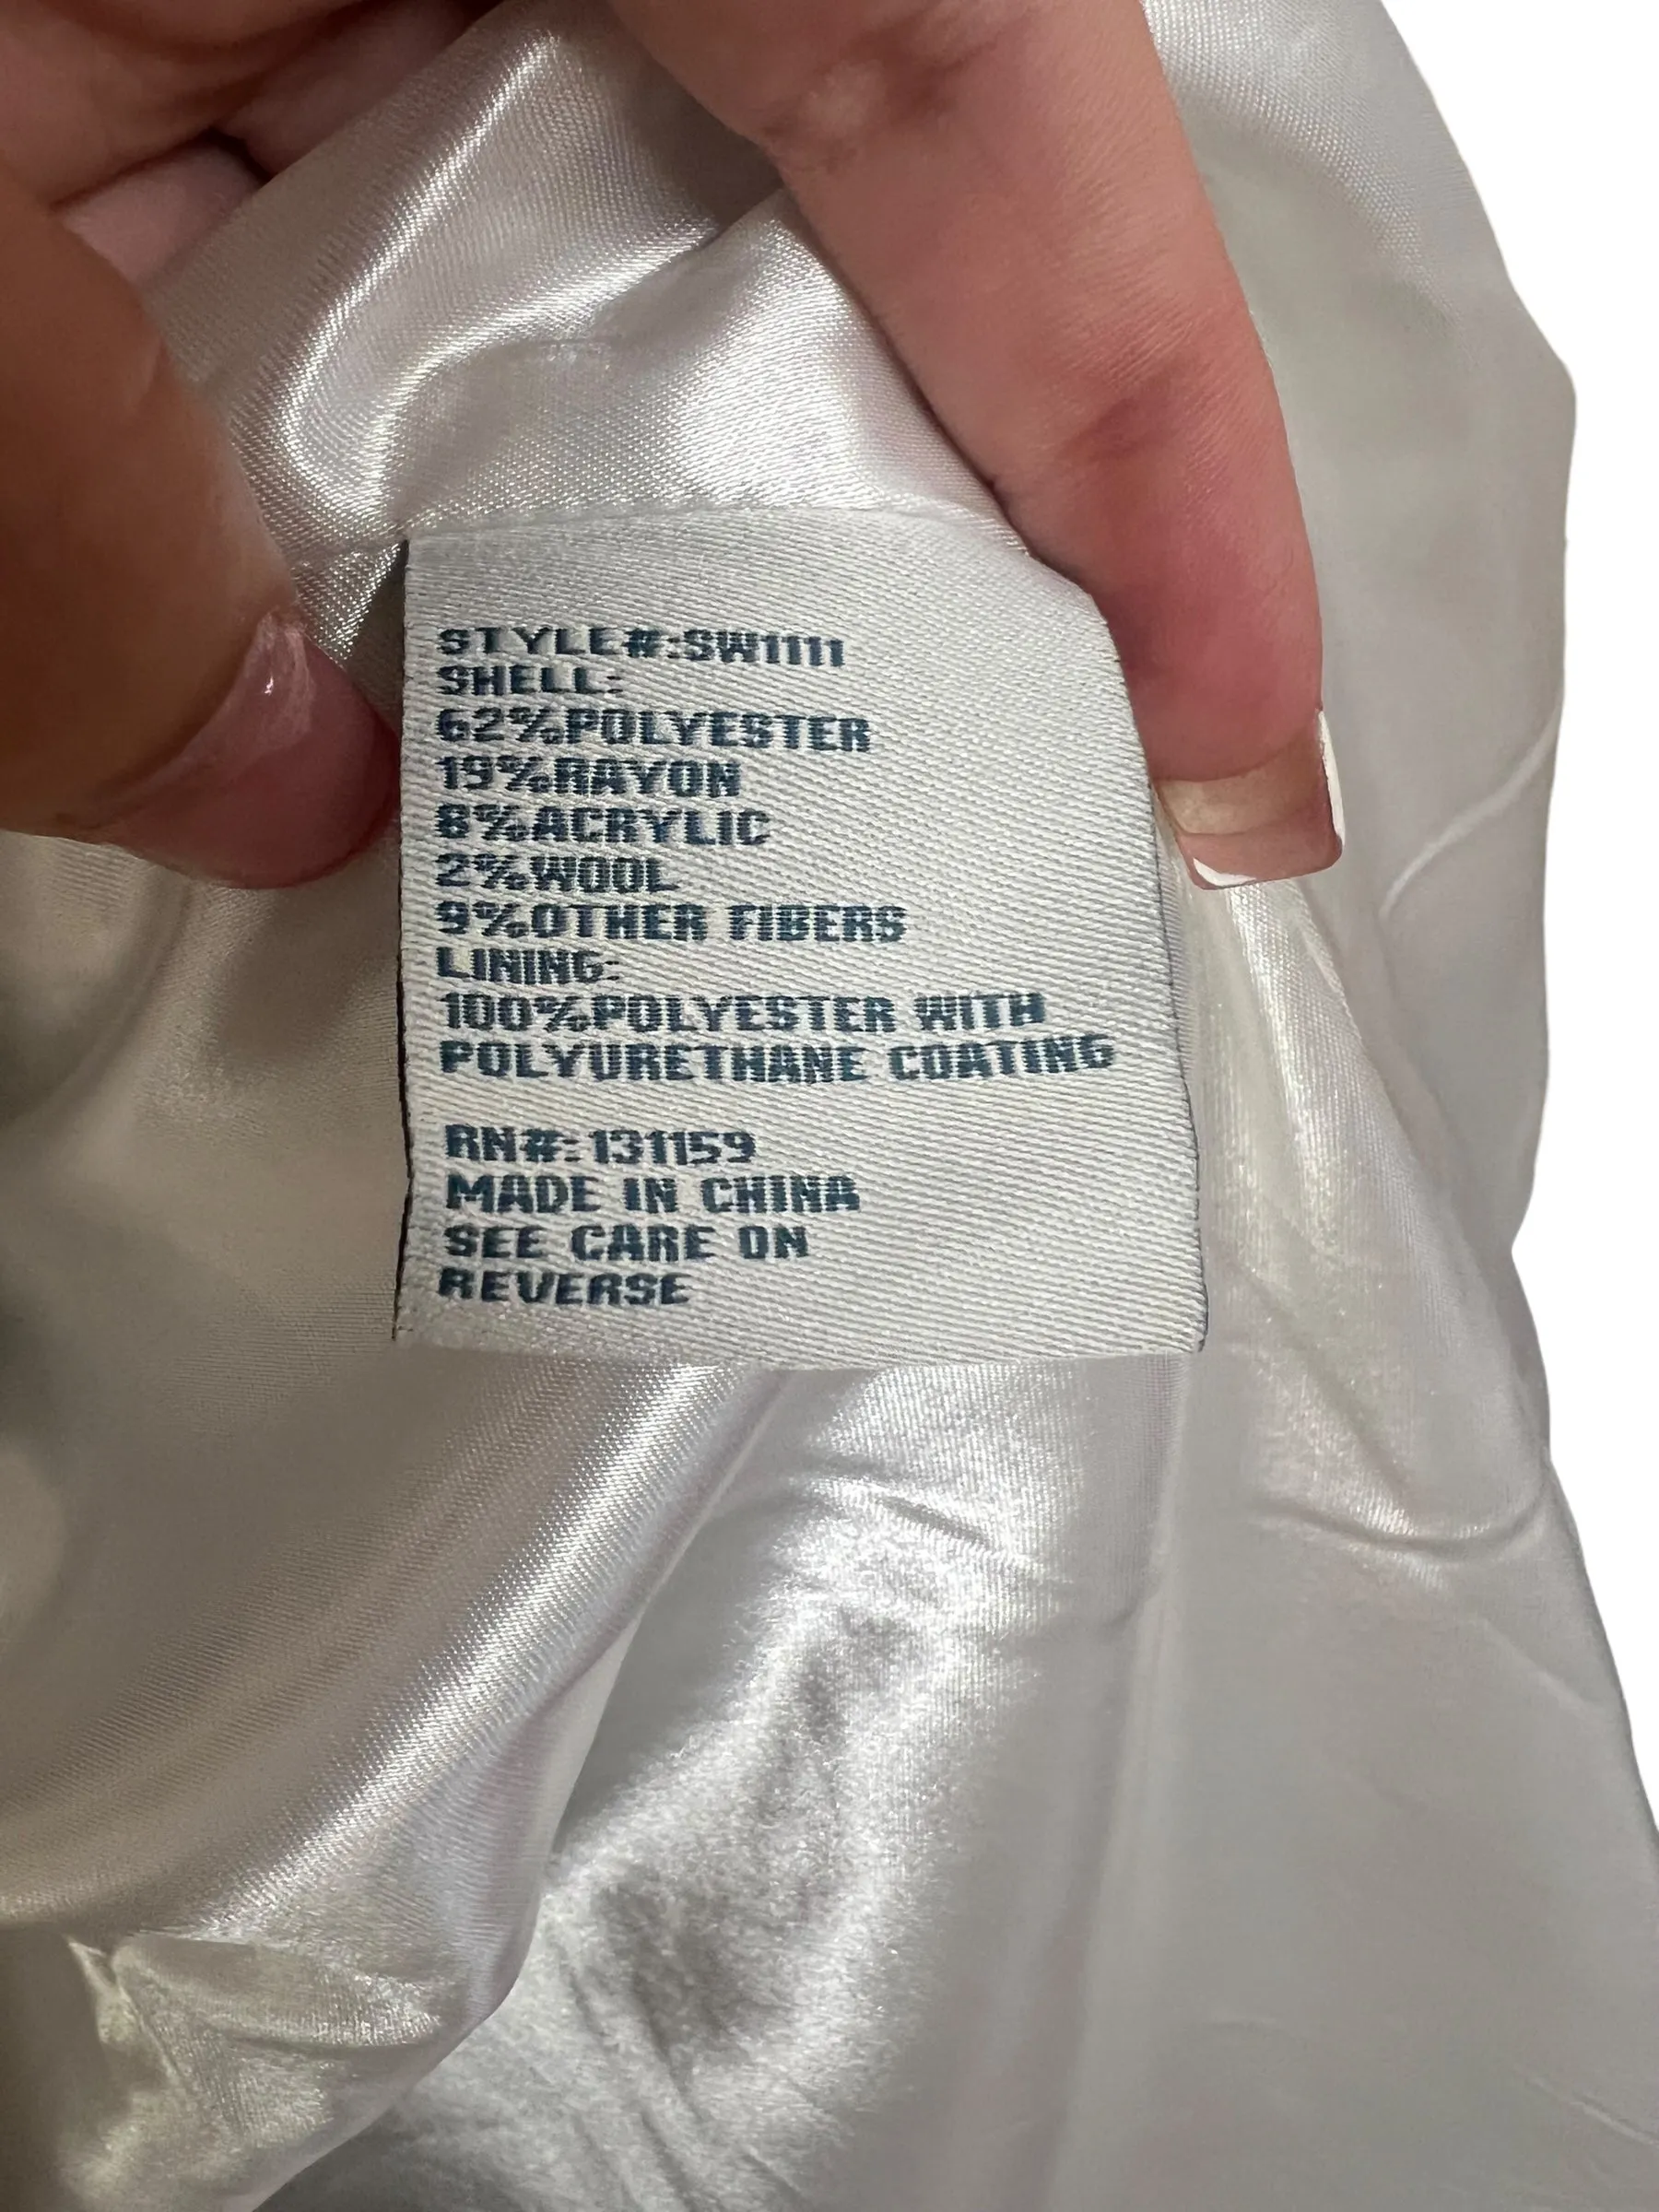 STYLE#:SW1111
SHELL:
62%POLYESTER
19%RAYON
8%ACRYLIC
2%WOOL
9%OTHER FIBERS
LINING:
100%POLYESTER WITH
POLYURETHANE COATING
RN#:131159
MADE IN CHINA
SEE CARE ON
REVERSE